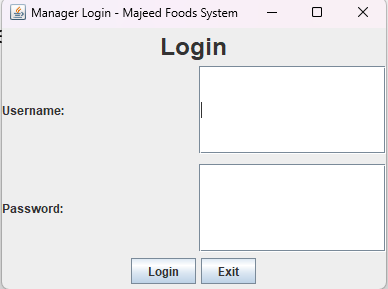 Manager Login - Majeed Foods System
Login
Username:
Password:
Login Exit